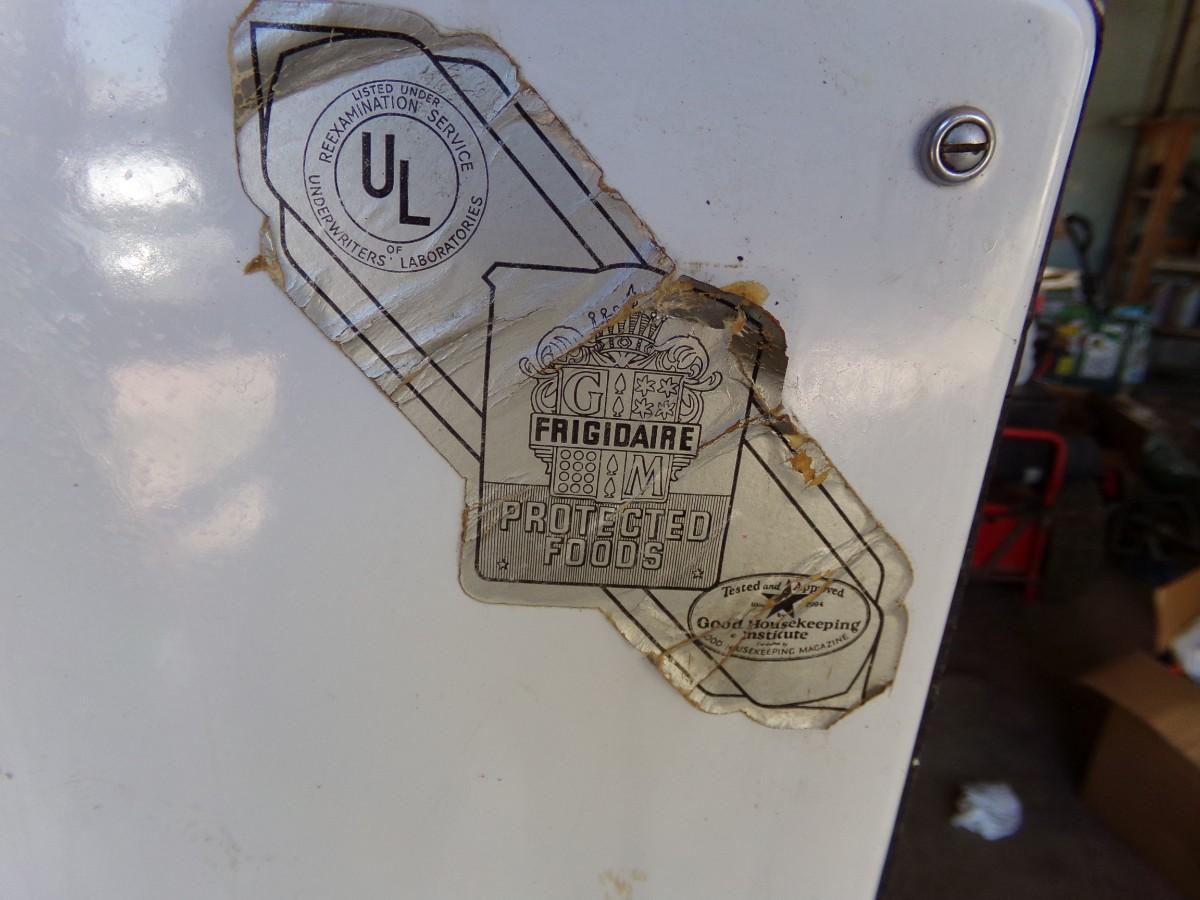 LISTED UNDER
REEXAMINATION SERVICE
UL
OF
UNDERWRITERS' LABORATORIES
G
FRIGIDAIRE
M
PROTECTED
FOODS
Tested and Approved
Good Housekeeping
Institute
HOUSEKEEPING MAGAZINE